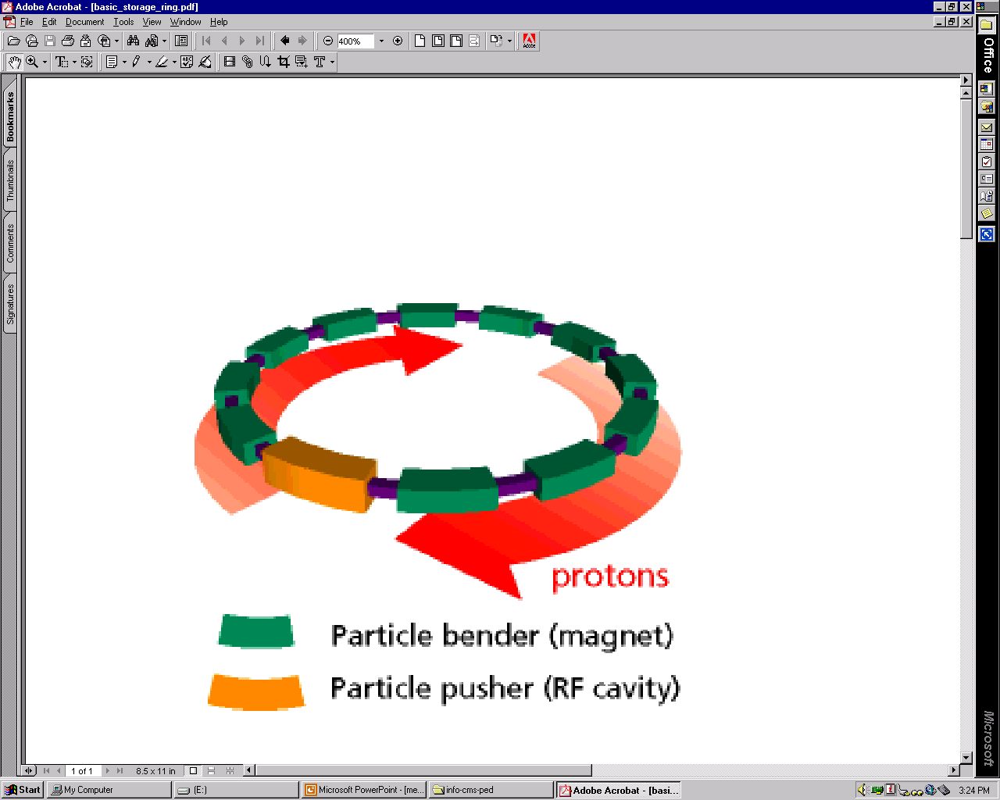 Adobe Acrobat - [basic_storage_ring.pdf]
File Edit Document Tools View Window Help
400%
Adobe
Office
Bookmarks
Thumbnails
Comments
Signatures
protons
Particle bender (magnet)
Particle pusher (RF cavity)
Microsoft
1 of 1
8.5 x 11 in
Start
My Computer
(E:)
Microsoft PowerPoint - [me...
info-cms-ped
Adobe Acrobat - [basi...
3:24 PM